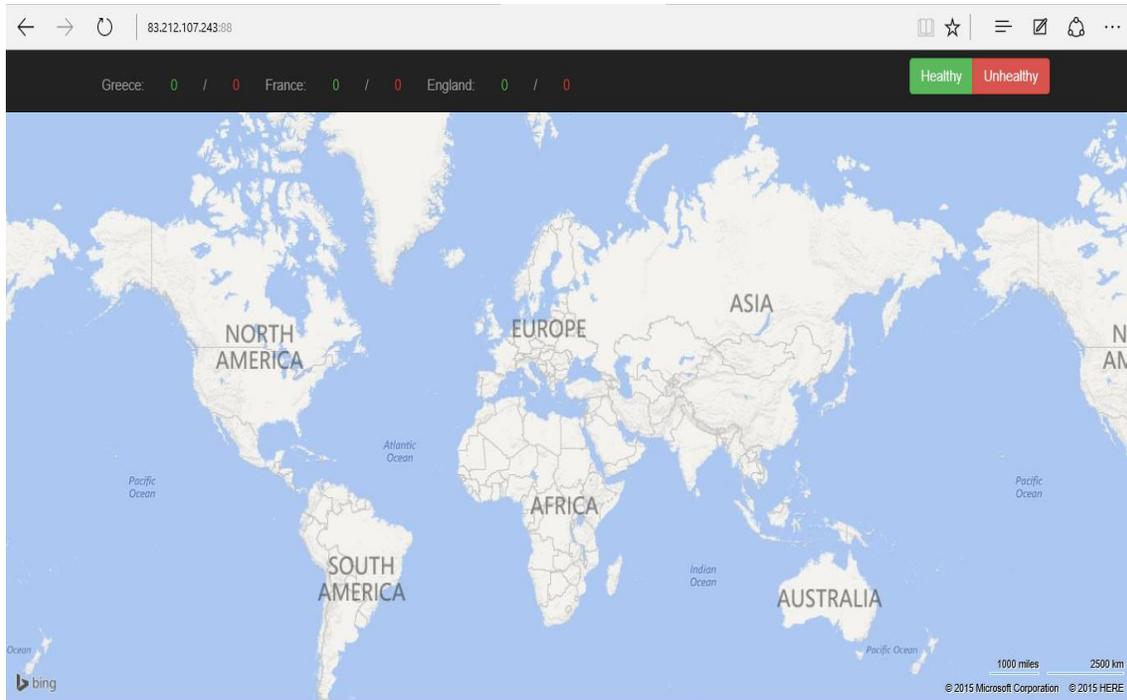 83.212.107.243:88
Greece: 0 / 0 France: 0 / 0 England: 0 / 0
Healthy Unhealthy
NORTH
AMERICA
EUROPE
ASIA
N
AM
Atlantic
Ocean
Pacific
Ocean
Pacific
Ocean
AFRICA
SOUTH
AMERICA
Indian
Ocean
AUSTRALIA
Ocean
Pacific Ocean
1000 miles 2500 km
bing
© 2015 Microsoft Corporation © 2015 HERE